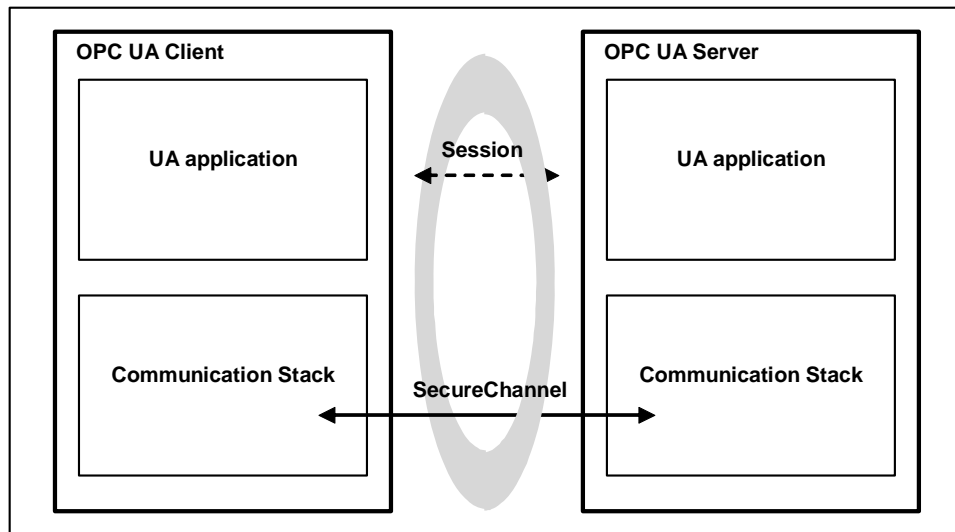 OPC UA Client
OPC UA Server
UA application
Session
UA application
Communication Stack
SecureChannel
Communication Stack